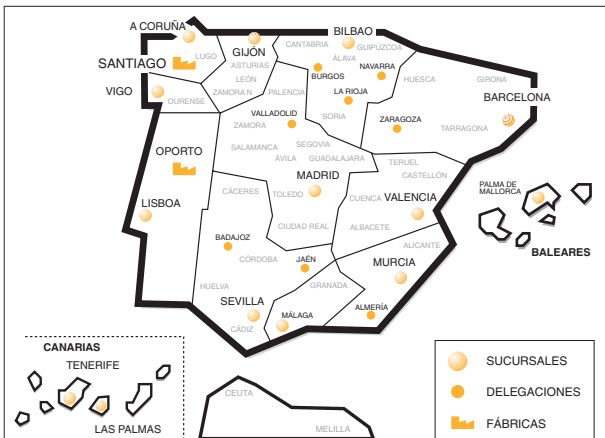 A CORUÑA
BILBAO
CANTABRIA
GUIPÚZCOA
LUGO
GIJÓN
ASTURIAS
ÁLAVA
SANTIAGO
LEÓN
BURGOS
NAVARRA
HUESCA
GIRONA
VIGO
ZAMORA N
PALENCIA
LA RIOJA
BARCELONA
OURENSE
VALLADOLID
SORIA
ZARAGOZA
TARRAGONA
ZAMORA
OPORTO
SALAMANCA
SEGOVIA
ÁVILA
GUADALAJARA
TERUEL
CASTELLÓN
MADRID
CÁCERES
TOLEDO
CUENCA
VALENCIA
PALMA DE
MALLORCA
LISBOA
CIUDAD REAL
ALBACETE
BADAJOZ
ALICANTE
BALEARES
CÓRDOBA
JAÉN
MURCIA
HUELVA
GRANADA
SEVILLA
MÁLAGA
ALMERÍA
CÁDIZ
CANARIAS
TENERIFE
LAS PALMAS
CEUTA
MELILLA
SUCURSALES
DELEGACIONES
FÁBRICAS